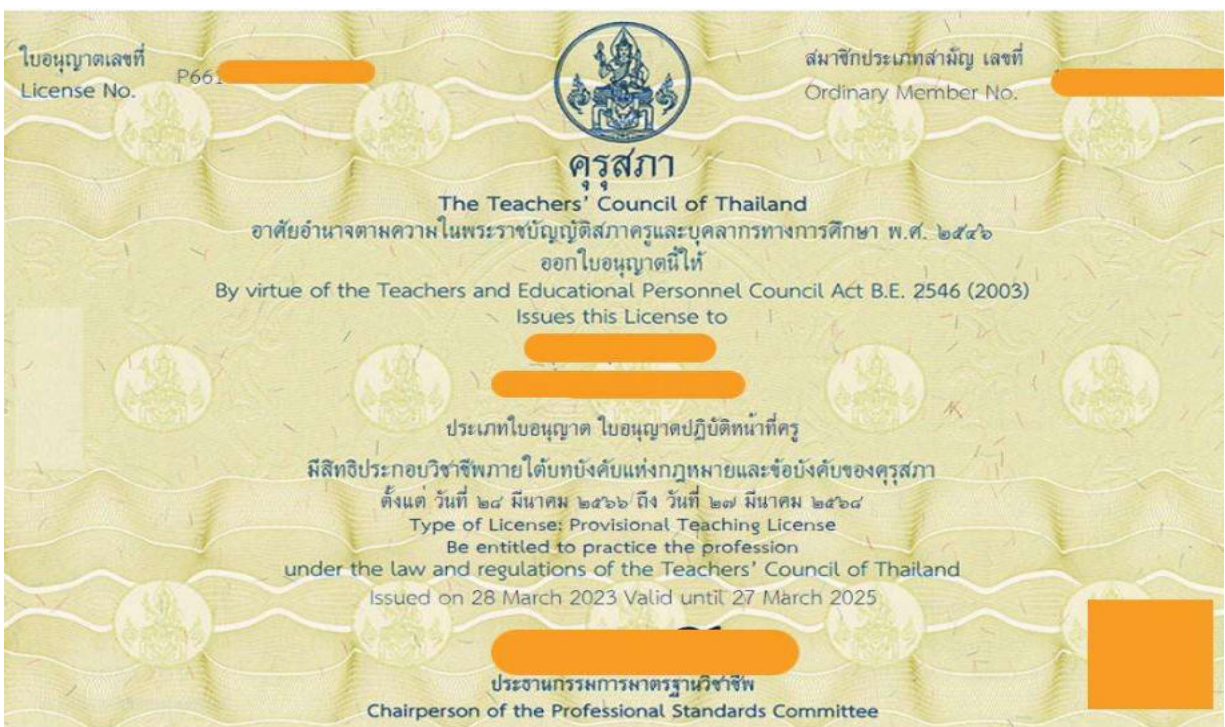 ใบอนุญาตเลขที่
License No.
P661
สมาชิกประเภทสามัญ เลขที่
Ordinary Member No.
คุรุสภา
The Teachers' Council of Thailand
อาศัยอำนาจตามความในพระราชบัญญัติสภาครูและบุคลากรทางการศึกษา พ.ศ. ๒๕๔๖
ออกใบอนุญาตนี้ให้
By virtue of the Teachers and Educational Personnel Council Act B.E. 2546 (2003)
Issues this License to
ประเภทใบอนุญาต ใบอนุญาตปฏิบัติหน้าที่ครู
มีสิทธิประกอบวิชาชีพภายใต้บทบังคับแห่งกฎหมายและข้อบังคับของคุรุสภา
ตั้งแต่ วันที่ ๒๘ มีนาคม ๒๕๖๖ ถึง วันที่ ๒๗ มีนาคม ๒๕๖๘
Type of License: Provisional Teaching License
Be entitled to practice the profession
under the law and regulations of the Teachers' Council of Thailand
Issued on 28 March 2023 Valid until 27 March 2025
ประธานกรรมการมาตรฐานวิชาชีพ
Chairperson of the Professional Standards Committee